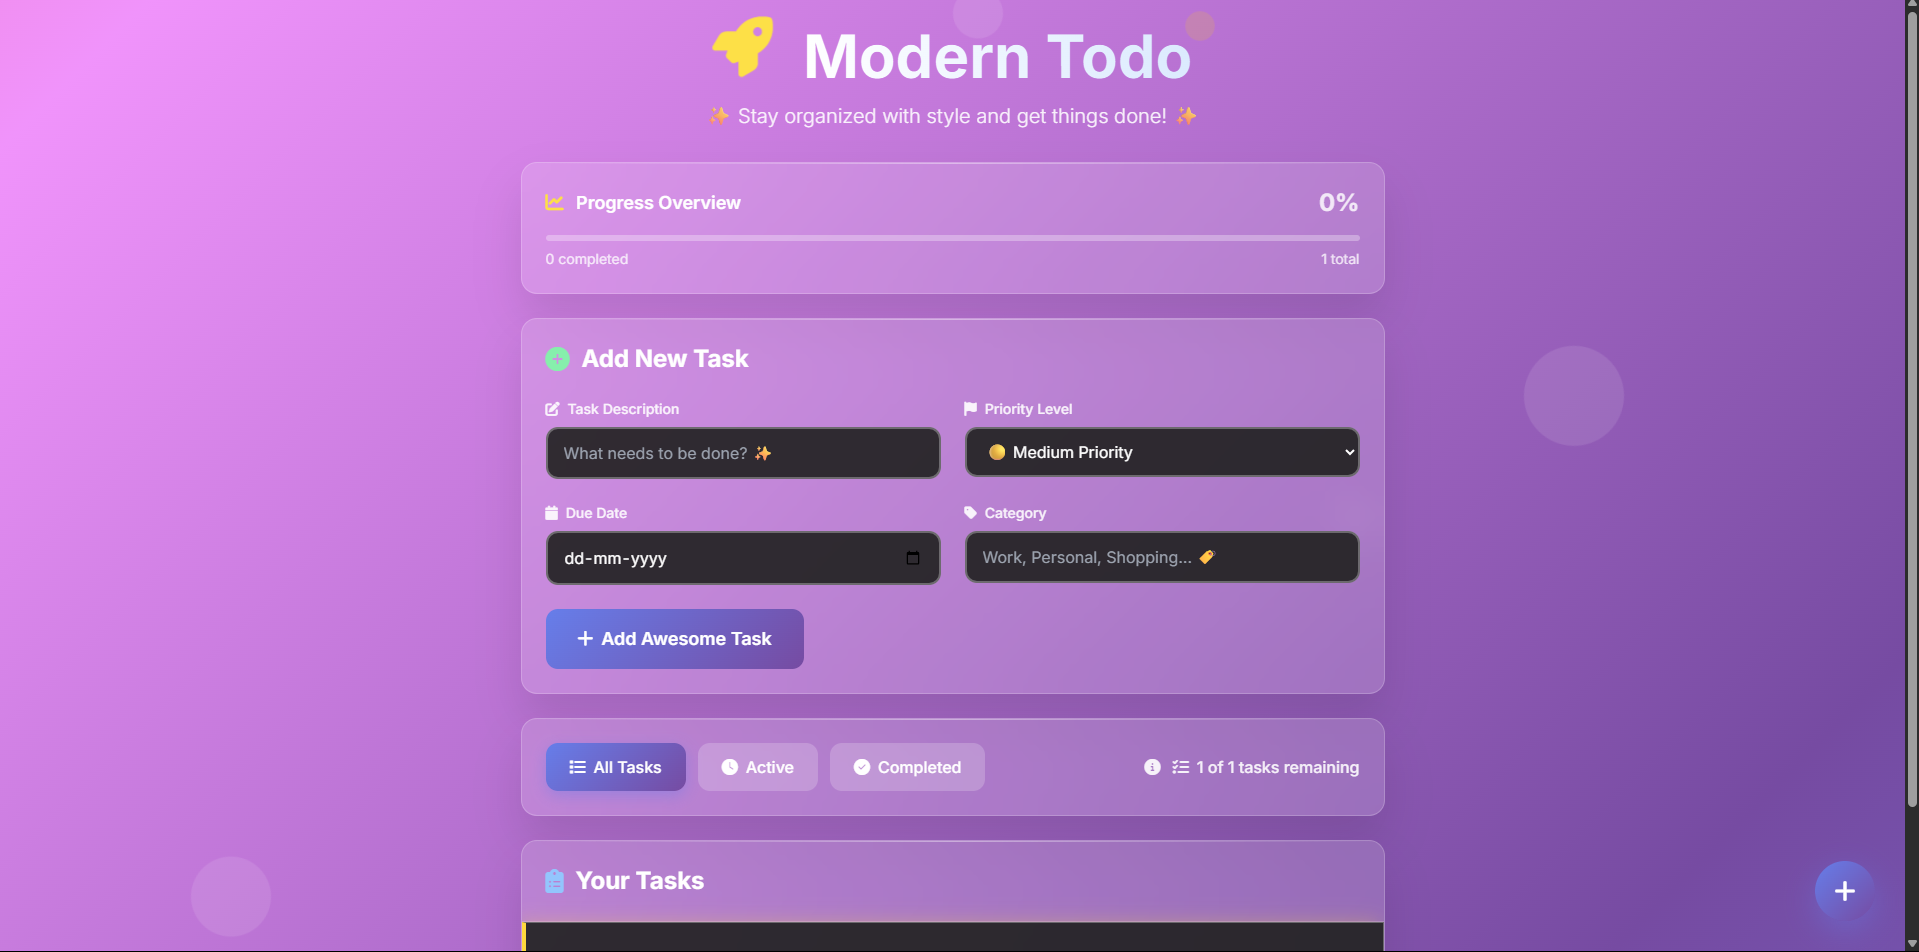 Modern Todo
✨ Stay organized with style and get things done! ✨
Progress Overview
0%
0 completed
1 total
Add New Task
Task Description
Priority Level
What needs to be done? ✨
🟡 Medium Priority
Due Date
Category
dd-mm-yyyy
Work, Personal, Shopping... 🏷️
+ Add Awesome Task
All Tasks
Active
Completed
1 of 1 tasks remaining
Your Tasks